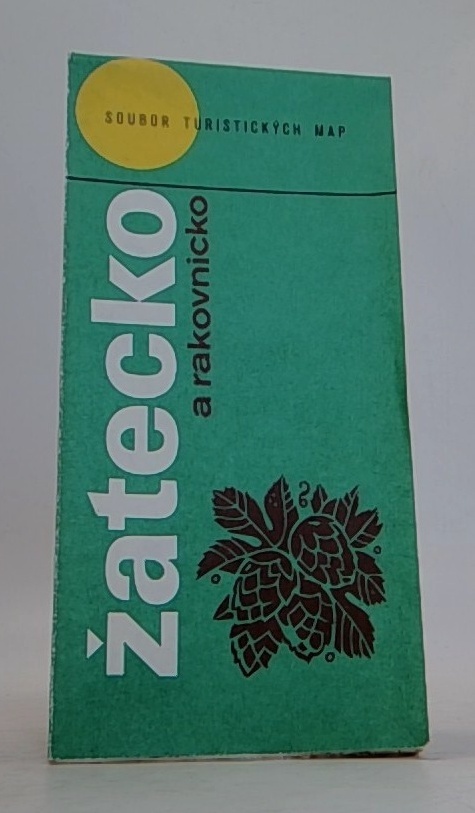 SOUBOR TURISTICKÝCH MAP
žatecko
a rakovnicko